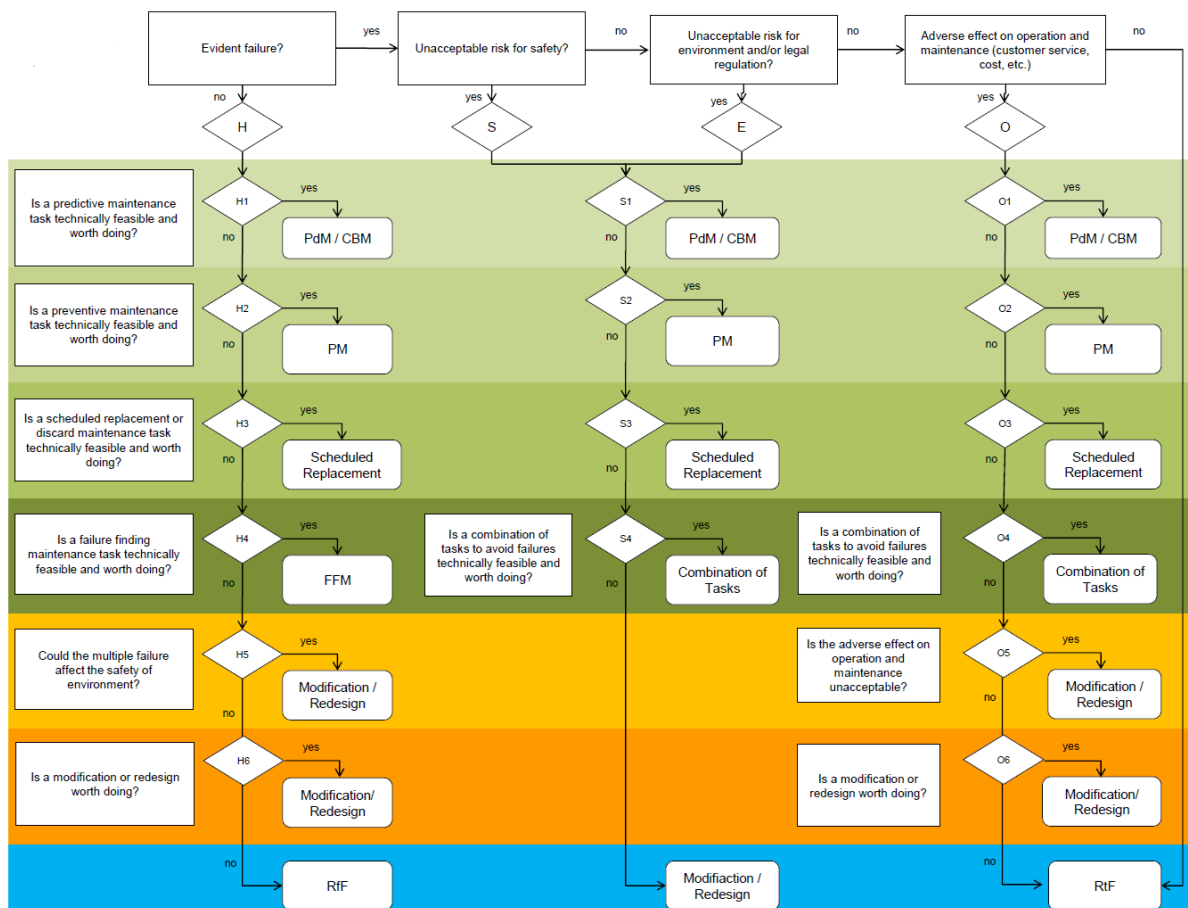 Evident failure?
yes
Unacceptable risk for safety?
no
Unacceptable risk for
environment and/or legal
regulation?
no
Adverse effect on operation and
maintenance (customer service,
cost, etc.)
no
no
yes
yes
yes
H
S
E
O
Is a predictive maintenance
task technically feasible and
worth doing?
H1
yes
no
PdM / CBM
S1
yes
no
PdM / CBM
O1
yes
no
PdM / CBM
Is a preventive maintenance
task technically feasible and
worth doing?
H2
yes
no
PM
S2
yes
no
PM
O2
yes
no
PM
Is a scheduled replacement or
discard maintenance task
technically feasible and worth
doing?
H3
yes
no
Scheduled
Replacement
S3
yes
no
Scheduled
Replacement
O3
yes
no
Scheduled
Replacement
Is a failure finding
maintenance task technically
feasible and worth doing?
H4
yes
no
FFM
Is a combination of
tasks to avoid failures
technically feasible and
worth doing?
S4
yes
no
Combination of
Tasks
Is a combination of
tasks to avoid failures
technically feasible and
worth doing?
O4
yes
no
Combination of
Tasks
Could the multiple failure
affect the safety of
environment?
H5
yes
no
Modification /
Redesign
Is the adverse effect on
operation and
maintenance
unacceptable?
O5
yes
no
Modification /
Redesign
Is a modification or redesign
worth doing?
H6
yes
no
Modification/
Redesign
Is a modification or
redesign worth doing?
O6
yes
no
Modification/
Redesign
RfF
Modifiaction /
Redesign
RtF